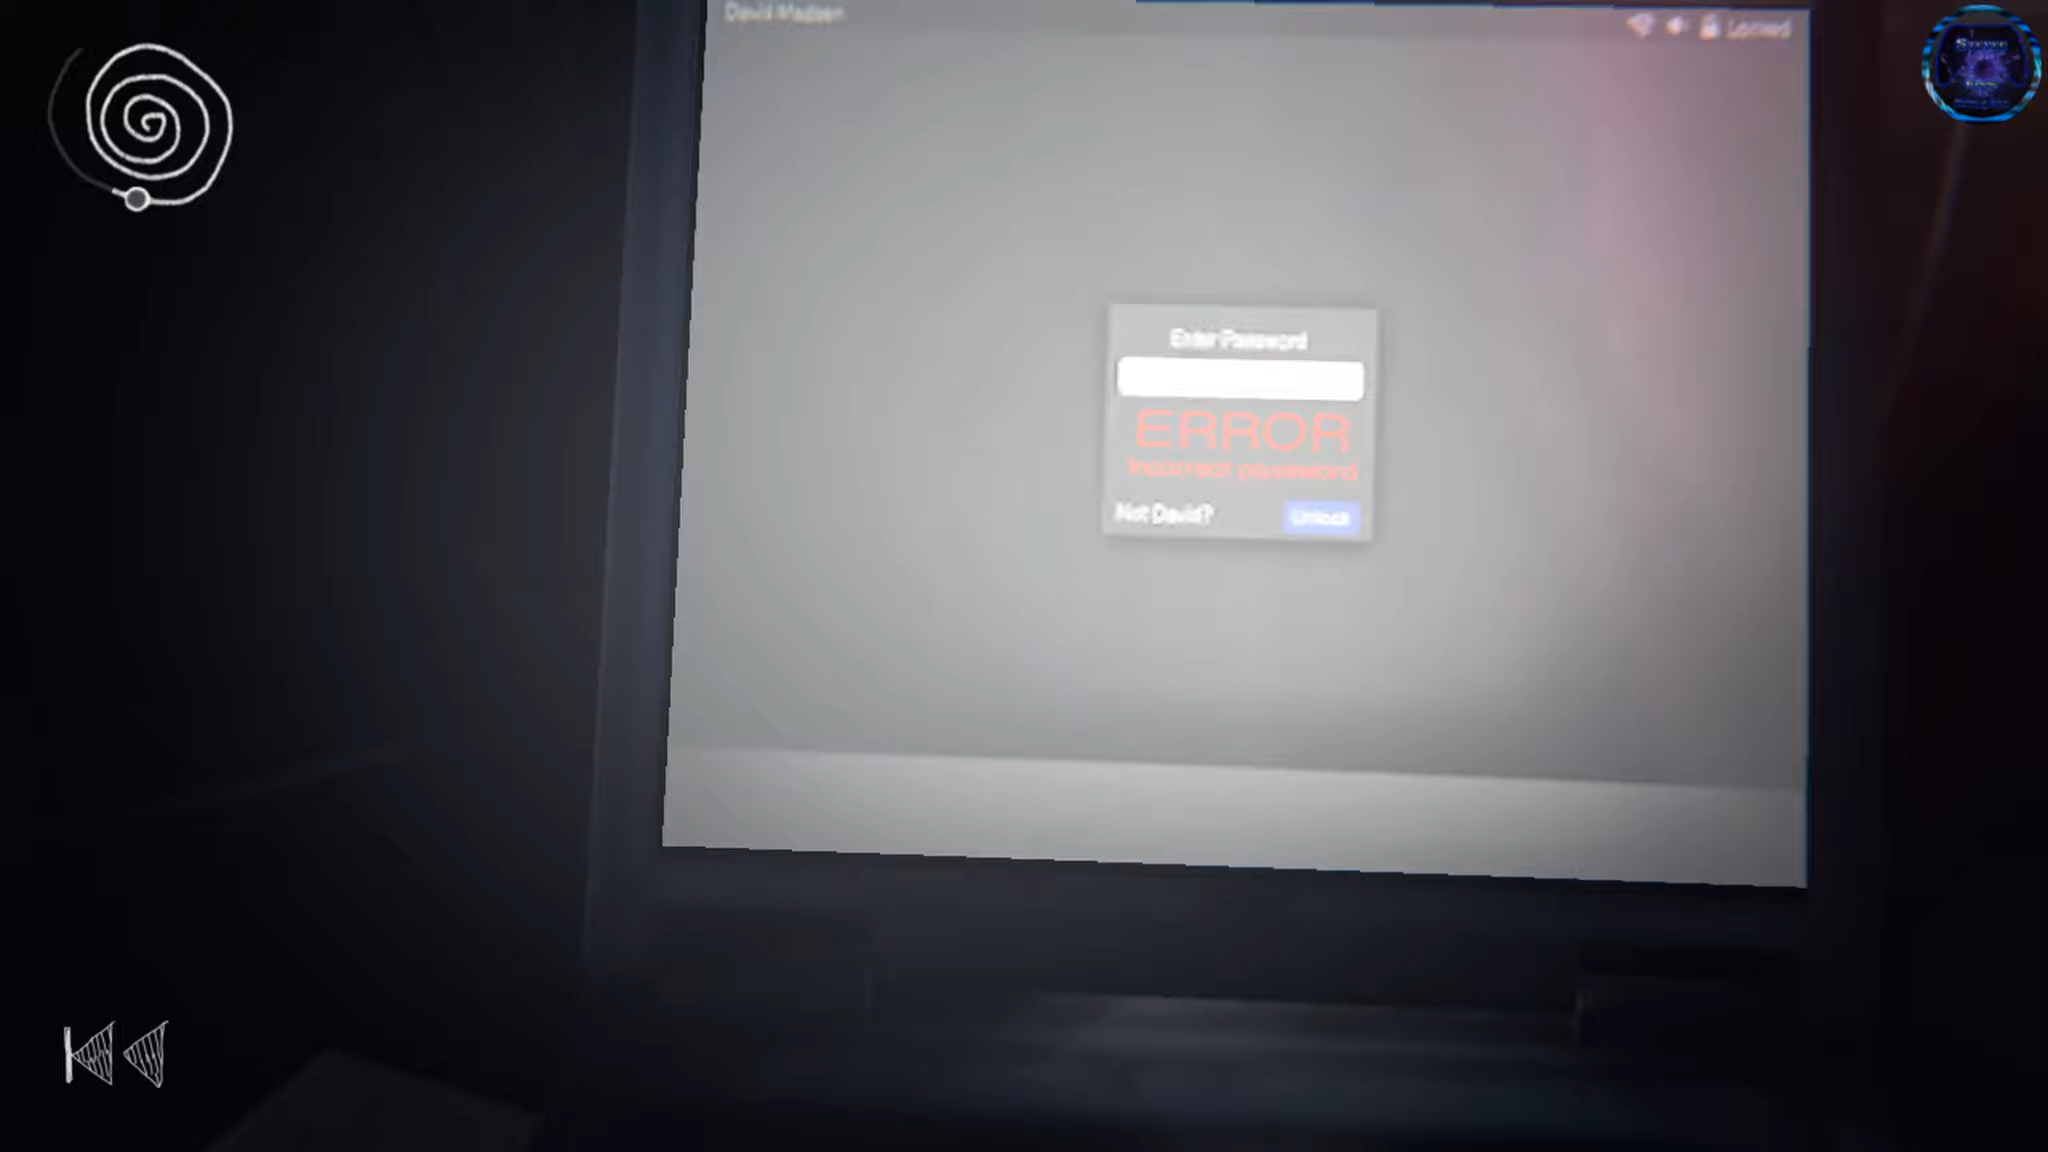 David Madsen
Locked
Enter Password
ERROR
Incorrect password
Not David?
Unlock